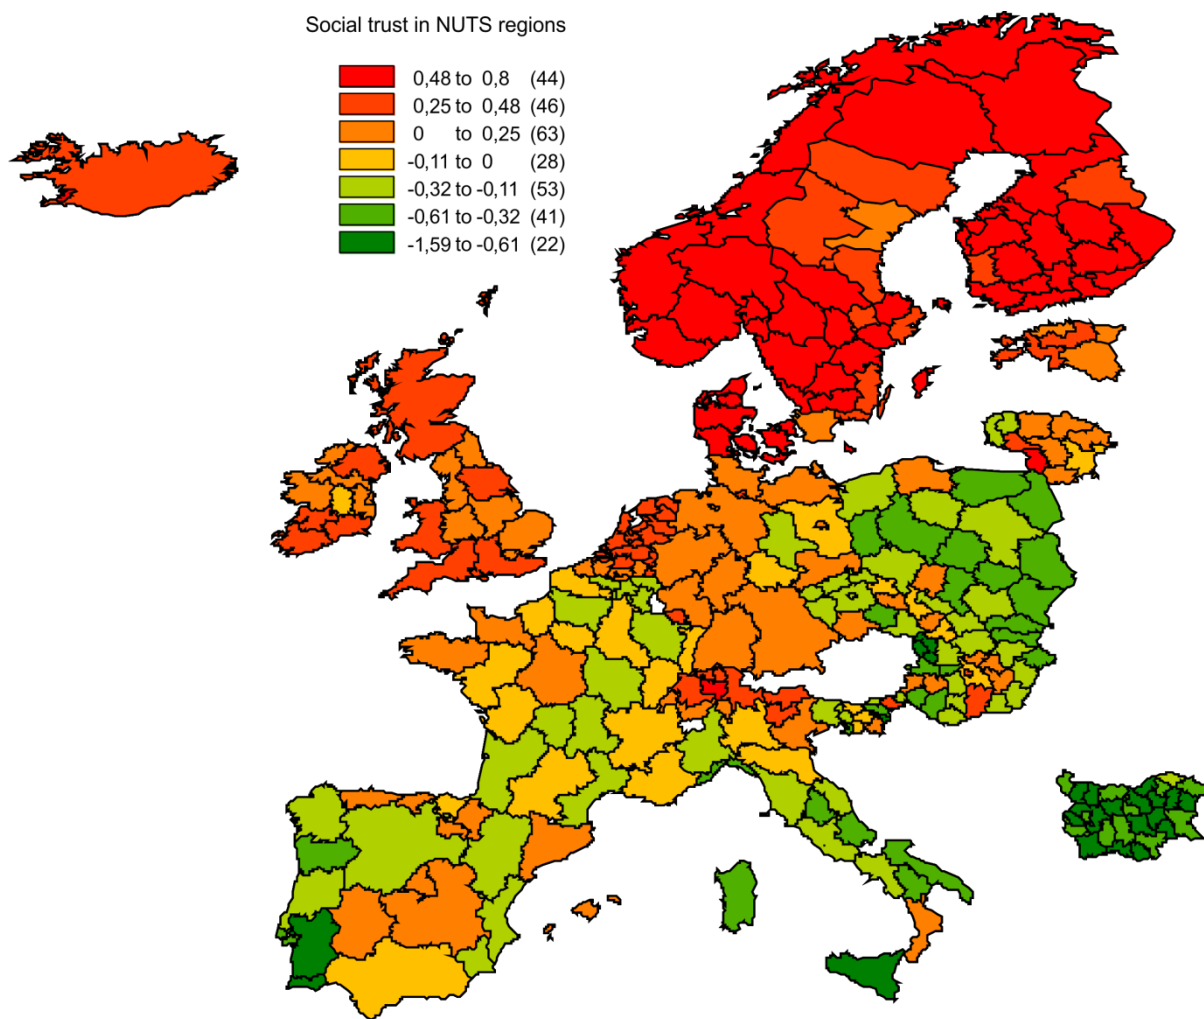 Social trust in NUTS regions
0,48 to 0,8 (44)
0,25 to 0,48 (46)
0 to 0,25 (63)
-0,11 to 0 (28)
-0,32 to -0,11 (53)
-0,61 to -0,32 (41)
-1,59 to -0,61 (22)